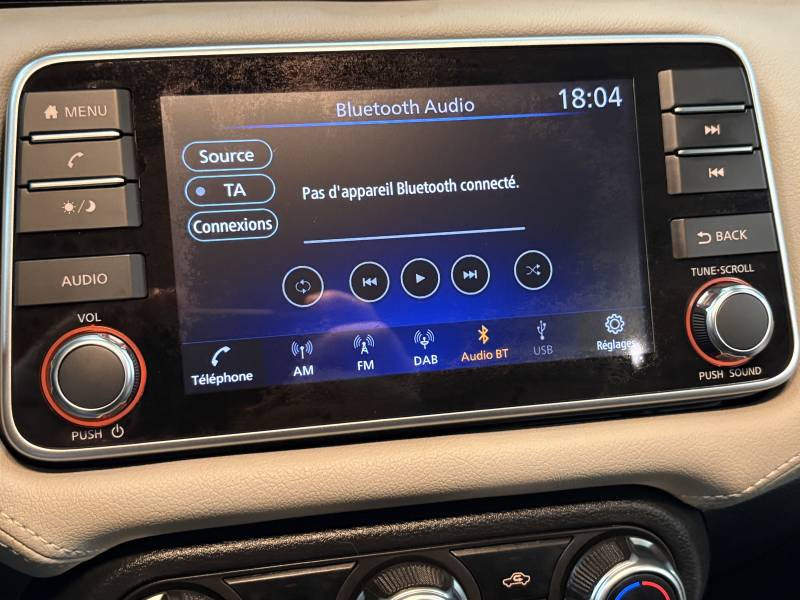 Bluetooth Audio
18:04
MENU
Source
TA
Pas d'appareil Bluetooth connecté.
Connexions
BACK
AUDIO
TUNE·SCROLL
VOL
Téléphone
AM
FM
DAB
Audio BT
USB
Réglages
PUSH SOUND
PUSH